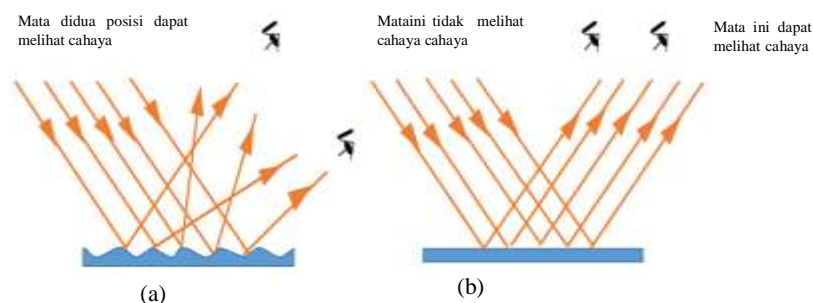 Mata didua posisi dapat
melihat cahaya
Mataini tidak melihat
cahaya cahaya
Mata ini dapat
melihat cahaya
(a)
(b)